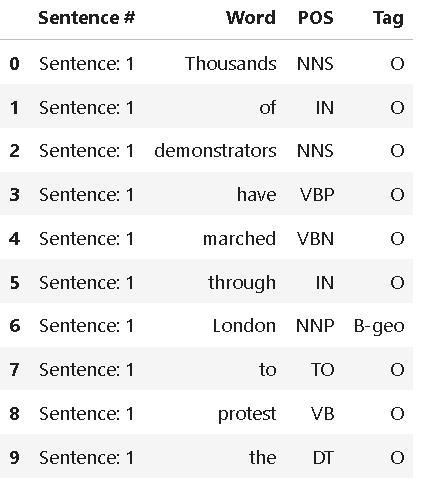 Sentence # Word POS Tag
0 Sentence: 1 Thousands NNS O
1 Sentence: 1 of IN O
2 Sentence: 1 demonstrators NNS O
3 Sentence: 1 have VBP O
4 Sentence: 1 marched VBN O
5 Sentence: 1 through IN O
6 Sentence: 1 London NNP B-geo
7 Sentence: 1 to TO O
8 Sentence: 1 protest VB O
9 Sentence: 1 the DT O